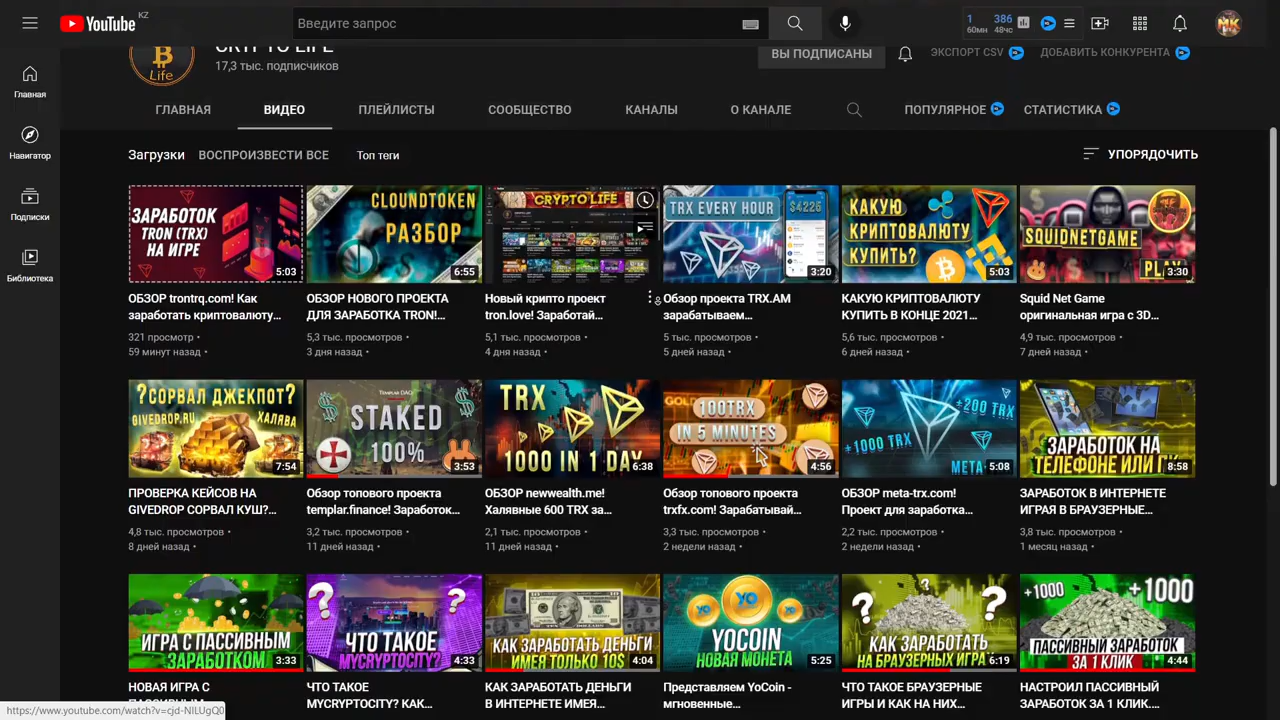 YouTube KZ
Введите запрос
1
60мн
386
48чс
CRYPTO LIFE
Life
17,3 тыс. подписчиков
ВЫ ПОДПИСАНЫ
ЭКСПОРТ CSV
ДОБАВИТЬ КОНКУРЕНТА
Главная
Навигатор
Подписки
Библиотека
ГЛАВНАЯ
ВИДЕО
ПЛЕЙЛИСТЫ
СООБЩЕСТВО
КАНАЛЫ
О КАНАЛЕ
ПОПУЛЯРНОЕ
СТАТИСТИКА
Загрузки
ВОСПРОИЗВЕСТИ ВСЕ
Топ теги
УПОРЯДОЧИТЬ
ЗАРАБОТОК
TRON (TRX)
НА ИГРЕ
5:03
CLOUNDTOKEN
РАЗБОР
6:55
CRYPTO LIFE
TRX EVERY HOUR
$4226
3:20
КАКУЮ
КРИПТОВАЛЮТУ
КУПИТЬ?
5:03
SQUIDNETGAME
PLAY
3:30
ОБЗОР trontrq.com! Как
заработать криптовалюту...
321 просмотр •
59 минут назад •
ОБЗОР НОВОГО ПРОЕКТА
ДЛЯ ЗАРАБОТКА TRON!...
5,3 тыс. просмотров •
3 дня назад •
Новый крипто проект
tron.love! Заработай...
5,1 тыс. просмотров •
4 дня назад •
Обзор проекта TRX.AM
зарабатываем...
5 тыс. просмотров •
5 дней назад •
КАКУЮ КРИПТОВАЛЮТУ
КУПИТЬ В КОНЦЕ 2021...
5,6 тыс. просмотров •
6 дней назад •
Squid Net Game
оригинальная игра с 3D...
4,9 тыс. просмотров •
7 дней назад •
?СОРВАЛ ДЖЕКПОТ?
GIVEDROP.RU
ХАЛЯВА
7:54
TEMPLAR DAO
STAKED
100%
3:53
TRX
1000 IN 1 DAY
6:38
GOLD
100TRX
IN 5 MINUTES
4:56
+200 TRX
+1000 TRX
META-
5:08
ЗАРАБОТОК НА
ТЕЛЕФОНЕ ИЛИ
8:58
ПРОВЕРКА КЕЙСОВ НА
GIVEDROP СОРВАЛ КУШ?...
4,8 тыс. просмотров •
8 дней назад •
Обзор топового проекта
templar.finance! Заработок...
3,2 тыс. просмотров •
11 дней назад •
ОБЗОР newwealth.me!
Халявные 600 TRX за...
2,1 тыс. просмотров •
11 дней назад •
Обзор топового проекта
trxfx.com! Зарабатывай...
3,3 тыс. просмотров •
2 недели назад •
ОБЗОР meta-trx.com!
Проект для заработка...
2,2 тыс. просмотров •
2 недели назад •
ЗАРАБОТОК В ИНТЕРНЕТЕ
ИГРАЯ В БРАУЗЕРНЫЕ...
3,8 тыс. просмотров •
1 месяц назад •
ИГРА С ПАССИВНЫМ
ЗАРАБОТКОМ
3:33
? ?
ЧТО ТАКОЕ
MYCRYPTOCITY?
4:33
КАК ЗАРАБОТАТЬ ДЕНЬГИ
ИМЕЯ ТОЛЬКО 10$
4:04
YO
YOCOIN
НОВАЯ МОНЕТА
5:25
? ? ?
КАК ЗАРАБОТАТЬ
НА БРАУЗЕРНЫХ ИГРА
6:19
+1000 +1000
ПАССИВНЫЙ ЗАРАБОТОК
ЗА 1 КЛИК
4:44
НОВАЯ ИГРА С
ЧТО ТАКОЕ
MYCRYPTOCITY? КАК...
КАК ЗАРАБОТАТЬ ДЕНЬГИ
В ИНТЕРНЕТЕ ИМЕЯ...
Представляем YoCoin -
мгновенные...
ЧТО ТАКОЕ БРАУЗЕРНЫЕ
ИГРЫ И КАК НА НИХ...
НАСТРОИЛ ПАССИВНЫЙ
ЗАРАБОТОК ЗА 1 КЛИК...
https://www.youtube.com/watch?v=cjd-NILUgQ0